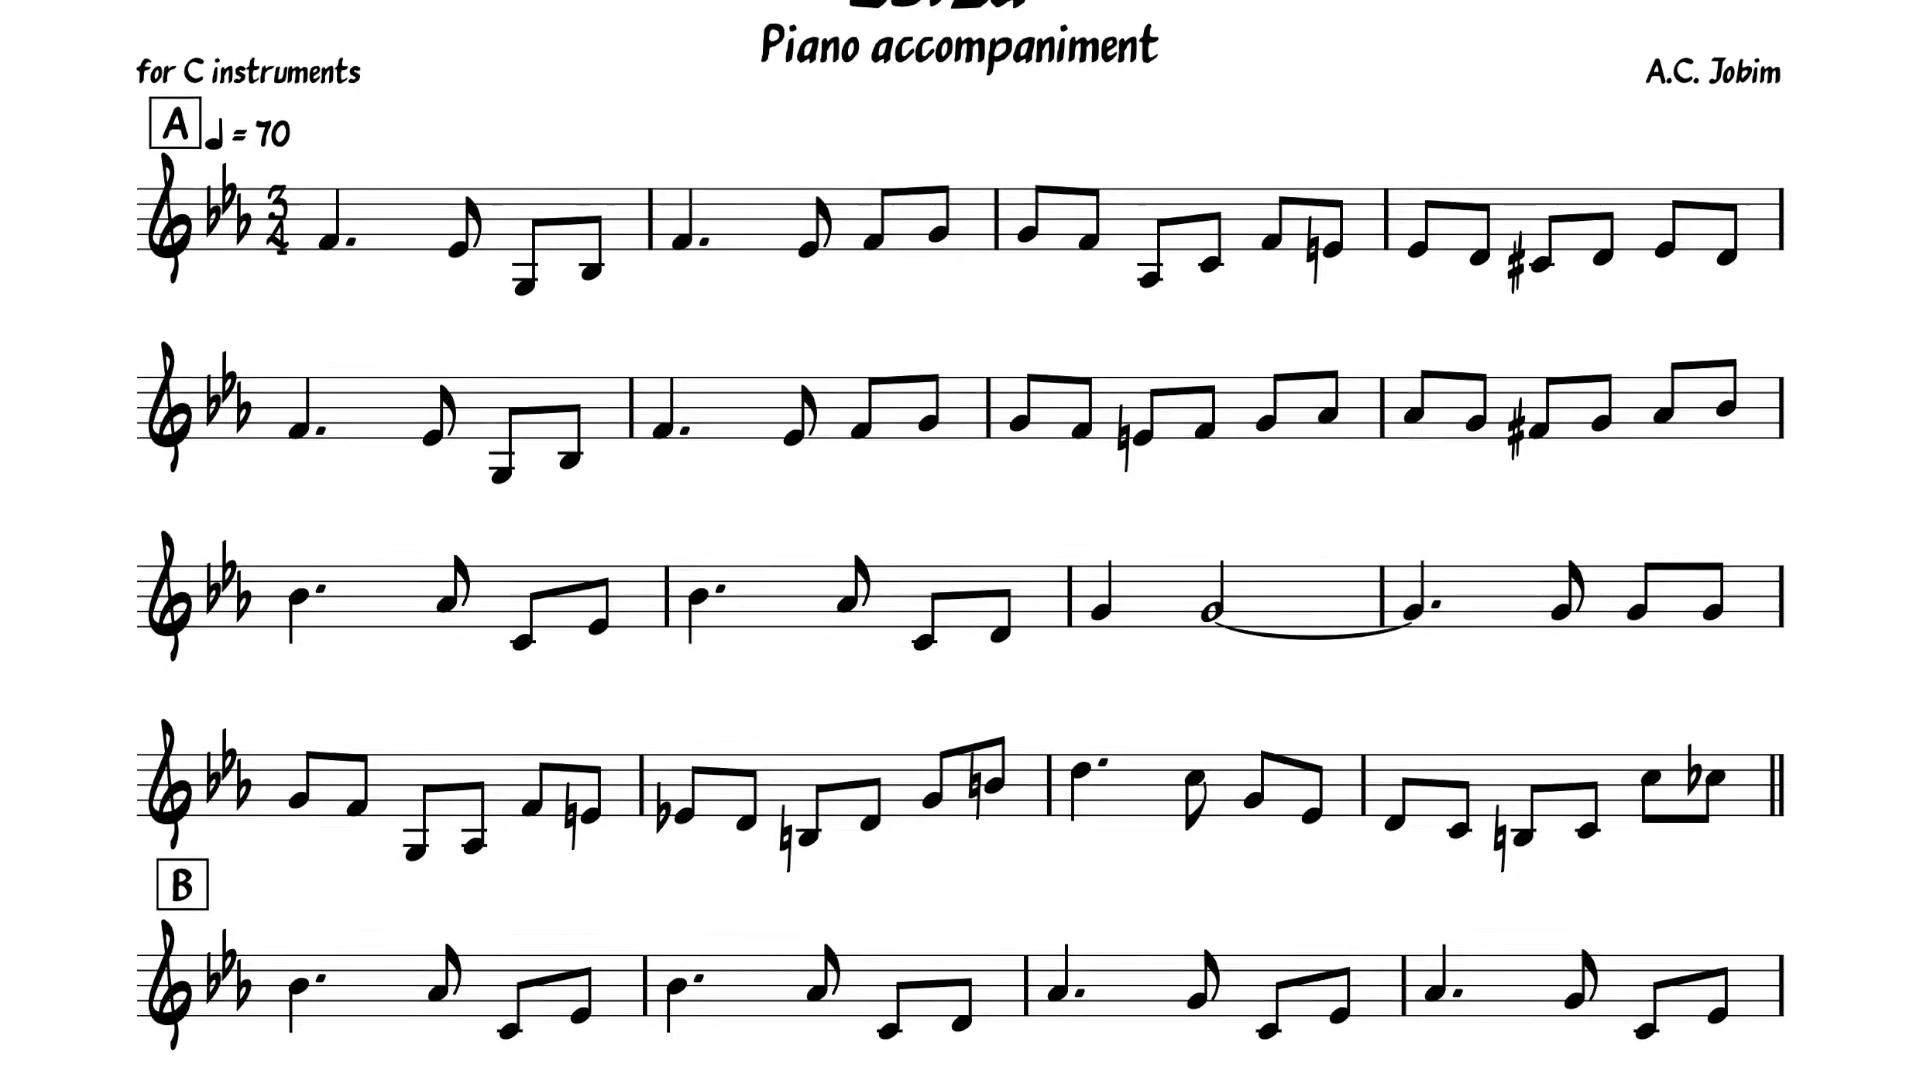 Piano accompaniment
for C instruments
A.C. Jobim
A
= 70
3
4
B